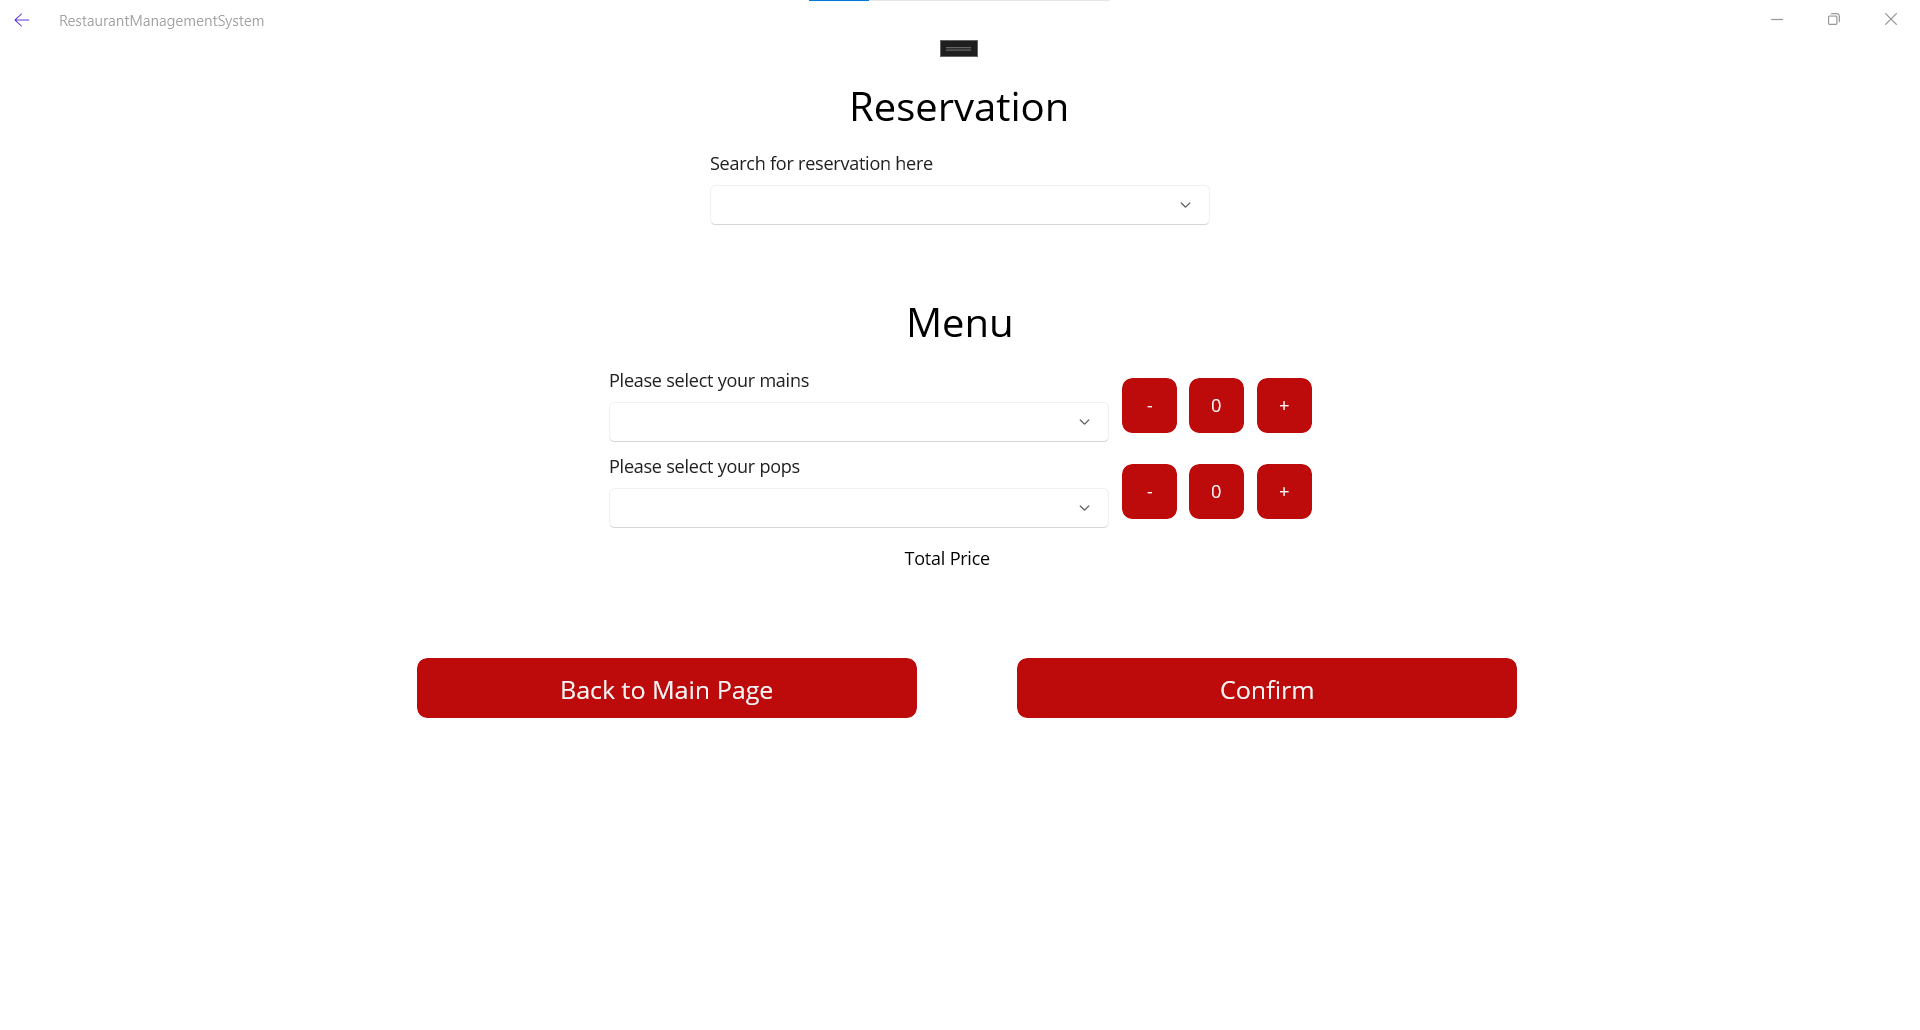 RestaurantManagementSystem
Reservation
Search for reservation here
Menu
Please select your mains
- 0 +
Please select your pops
- 0 +
Total Price
Back to Main Page Confirm